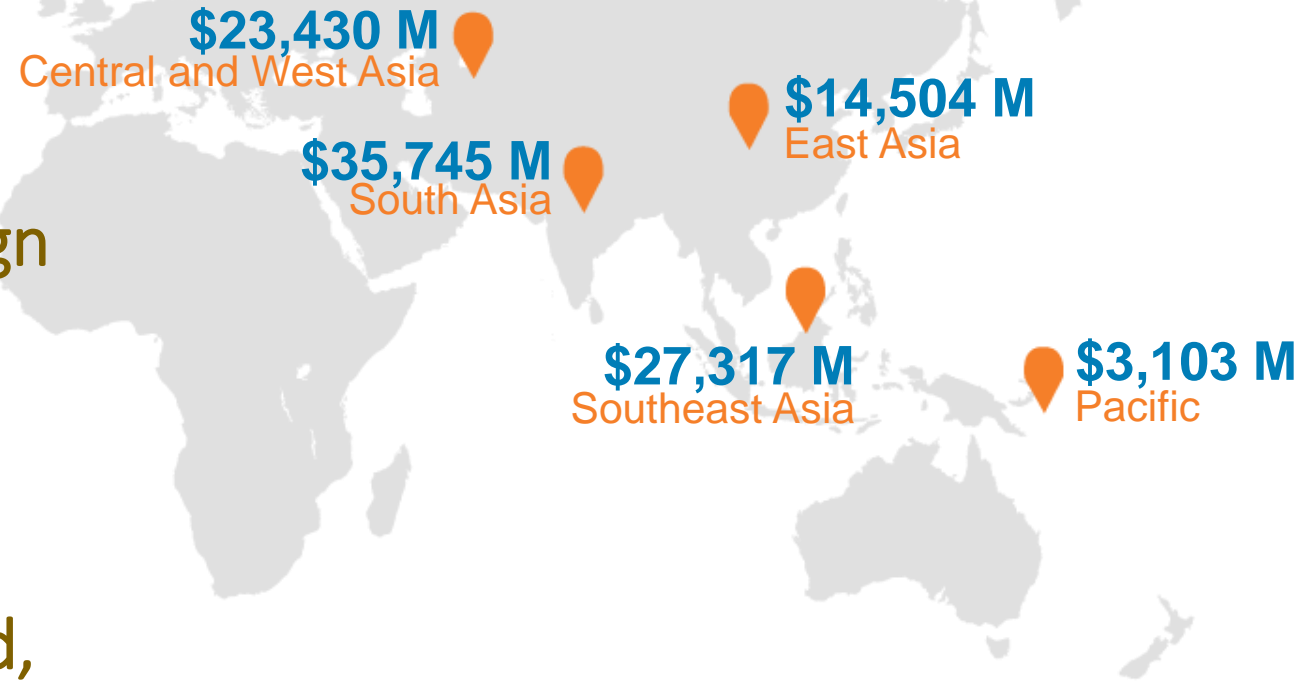 $23,430 M
Central and West Asia
$14,504 M
East Asia
$35,745 M
South Asia
gn
$27,317 M
Southeast Asia
$3,103 M
Pacific
d,